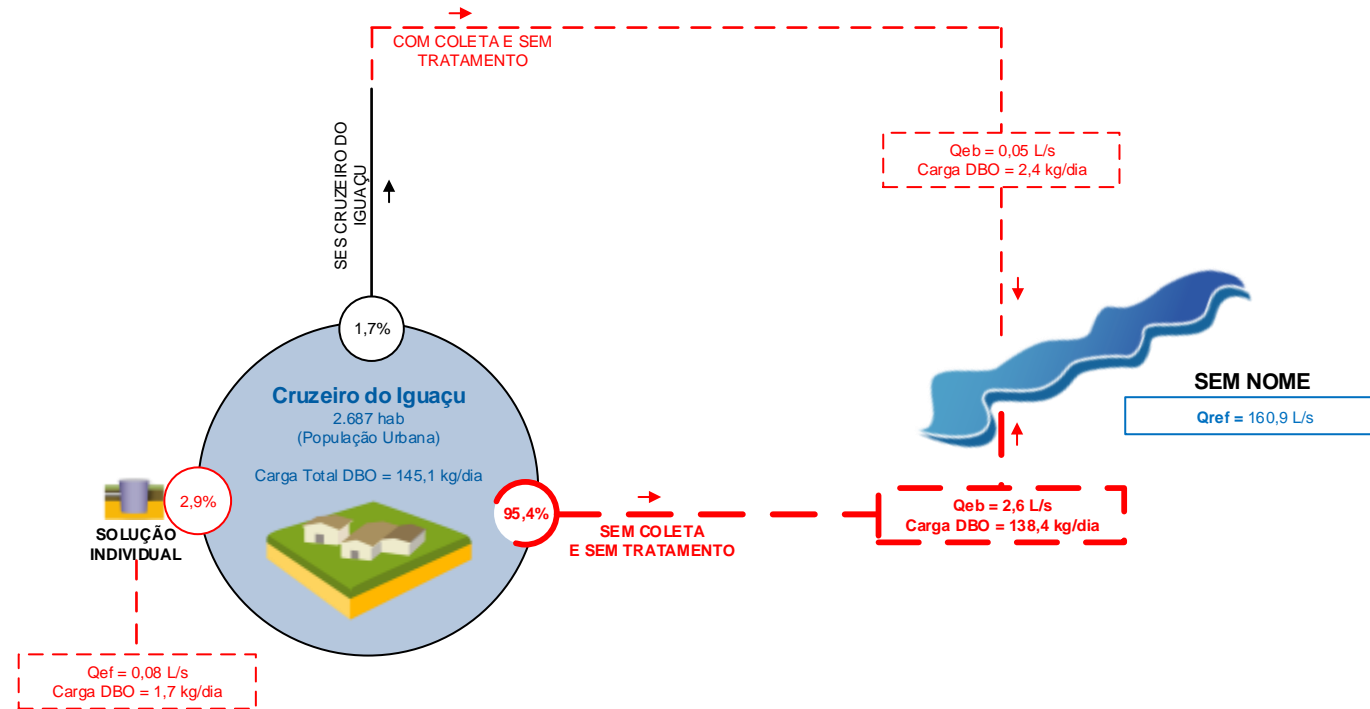 COM COLETA E SEM
TRATAMENTO
SES CRUZEIRO DO
IGUAÇU
Qeb = 0,05 L/s
Carga DBO = 2,4 kg/dia
1,7%
Cruzeiro do Iguaçu
2.687 hab
(População Urbana)
Carga Total DBO = 145,1 kg/dia
SEM NOME
Qref = 160,9 L/s
2,9%
SOLUÇÃO
INDIVIDUAL
95,4%
SEM COLETA
E SEM TRATAMENTO
Qeb = 2,6 L/s
Carga DBO = 138,4 kg/dia
Qef = 0,08 L/s
Carga DBO = 1,7 kg/dia